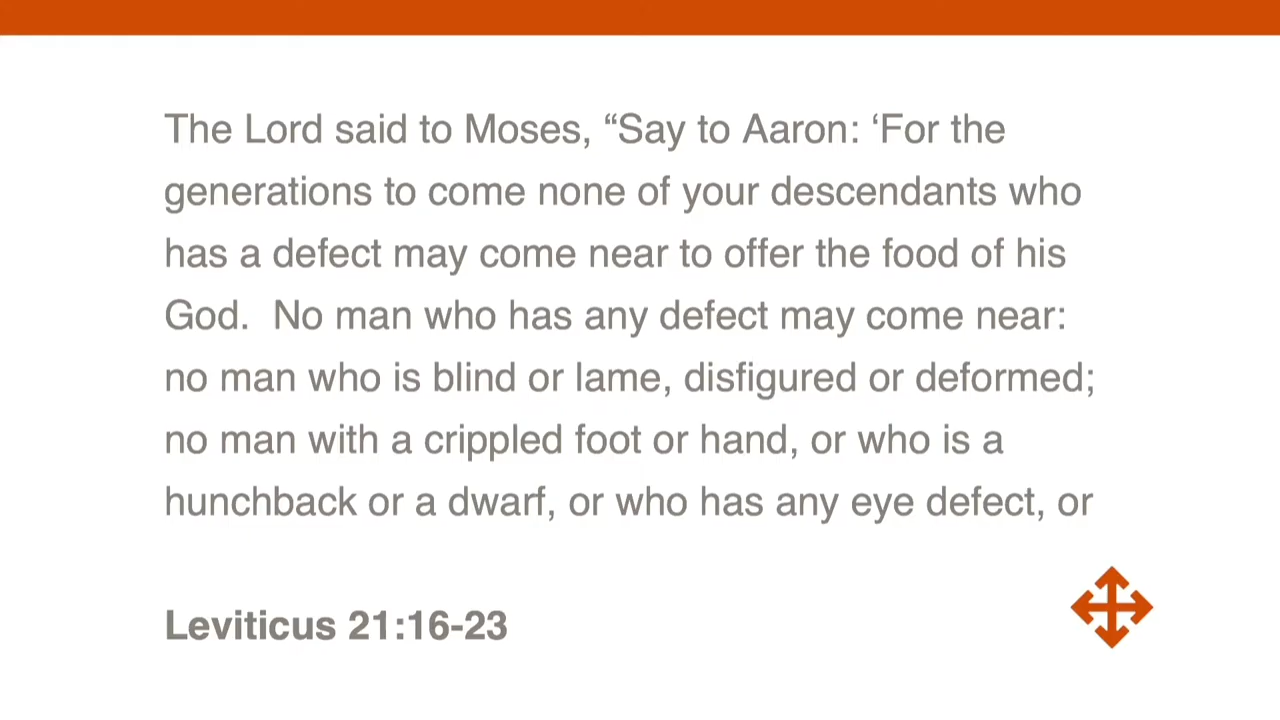 The Lord said to Moses, “Say to Aaron: ‘For the
generations to come none of your descendants who
has a defect may come near to offer the food of his
God.  No man who has any defect may come near:
no man who is blind or lame, disfigured or deformed;
no man with a crippled foot or hand, or who is a
hunchback or a dwarf, or who has any eye defect, or
Leviticus 21:16-23